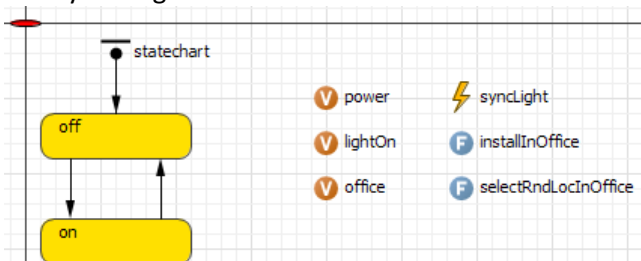 statechart
off
on
power
lightOn
office
syncLight
installInOffice
selectRndLocInOffice